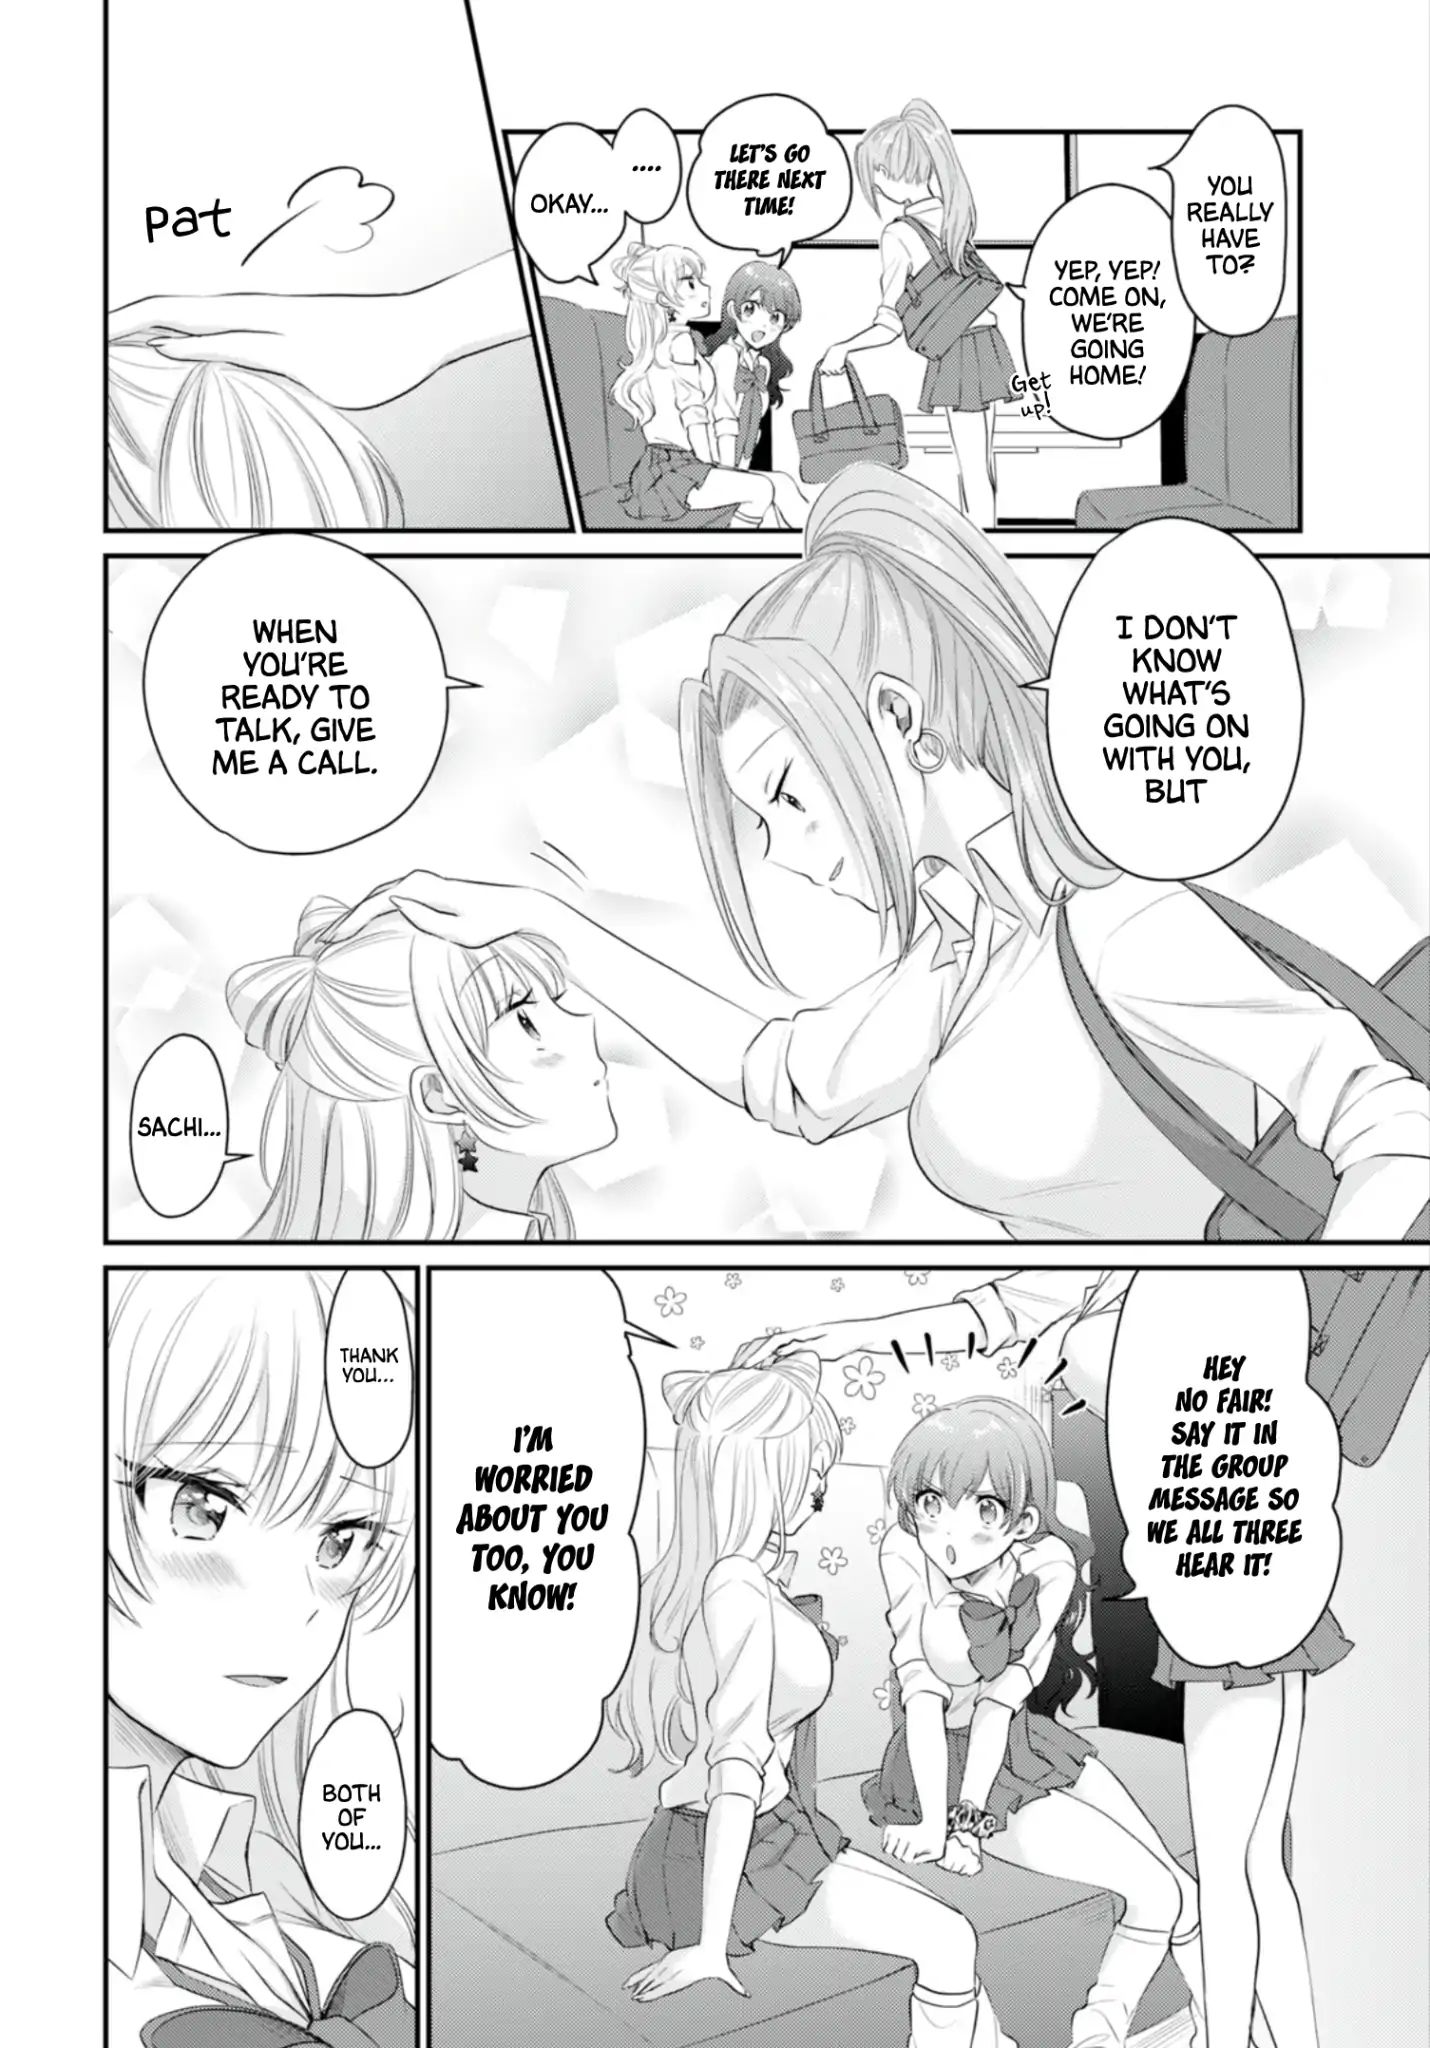 YOU
REALLY
HAVE
TO?
YEP, YEP!
COME ON,
WE'RE
GOING
HOME!
Get
up!
LET'S GO
THERE NEXT
TIME!
....
OKAY...
Pat
I DON'T
KNOW
WHAT'S
GOING ON
WITH YOU,
BUT
WHEN
YOU'RE
READY TO
TALK, GIVE
ME A CALL.
SACHI...
HEY
NO FAIR!
SAY IT IN
THE GROUP
MESSAGE SO
WE ALL THREE
HEAR IT!
I'M
WORRIED
ABOUT YOU
TOO, YOU
KNOW!
THANK
YOU...
BOTH
OF
YOU...